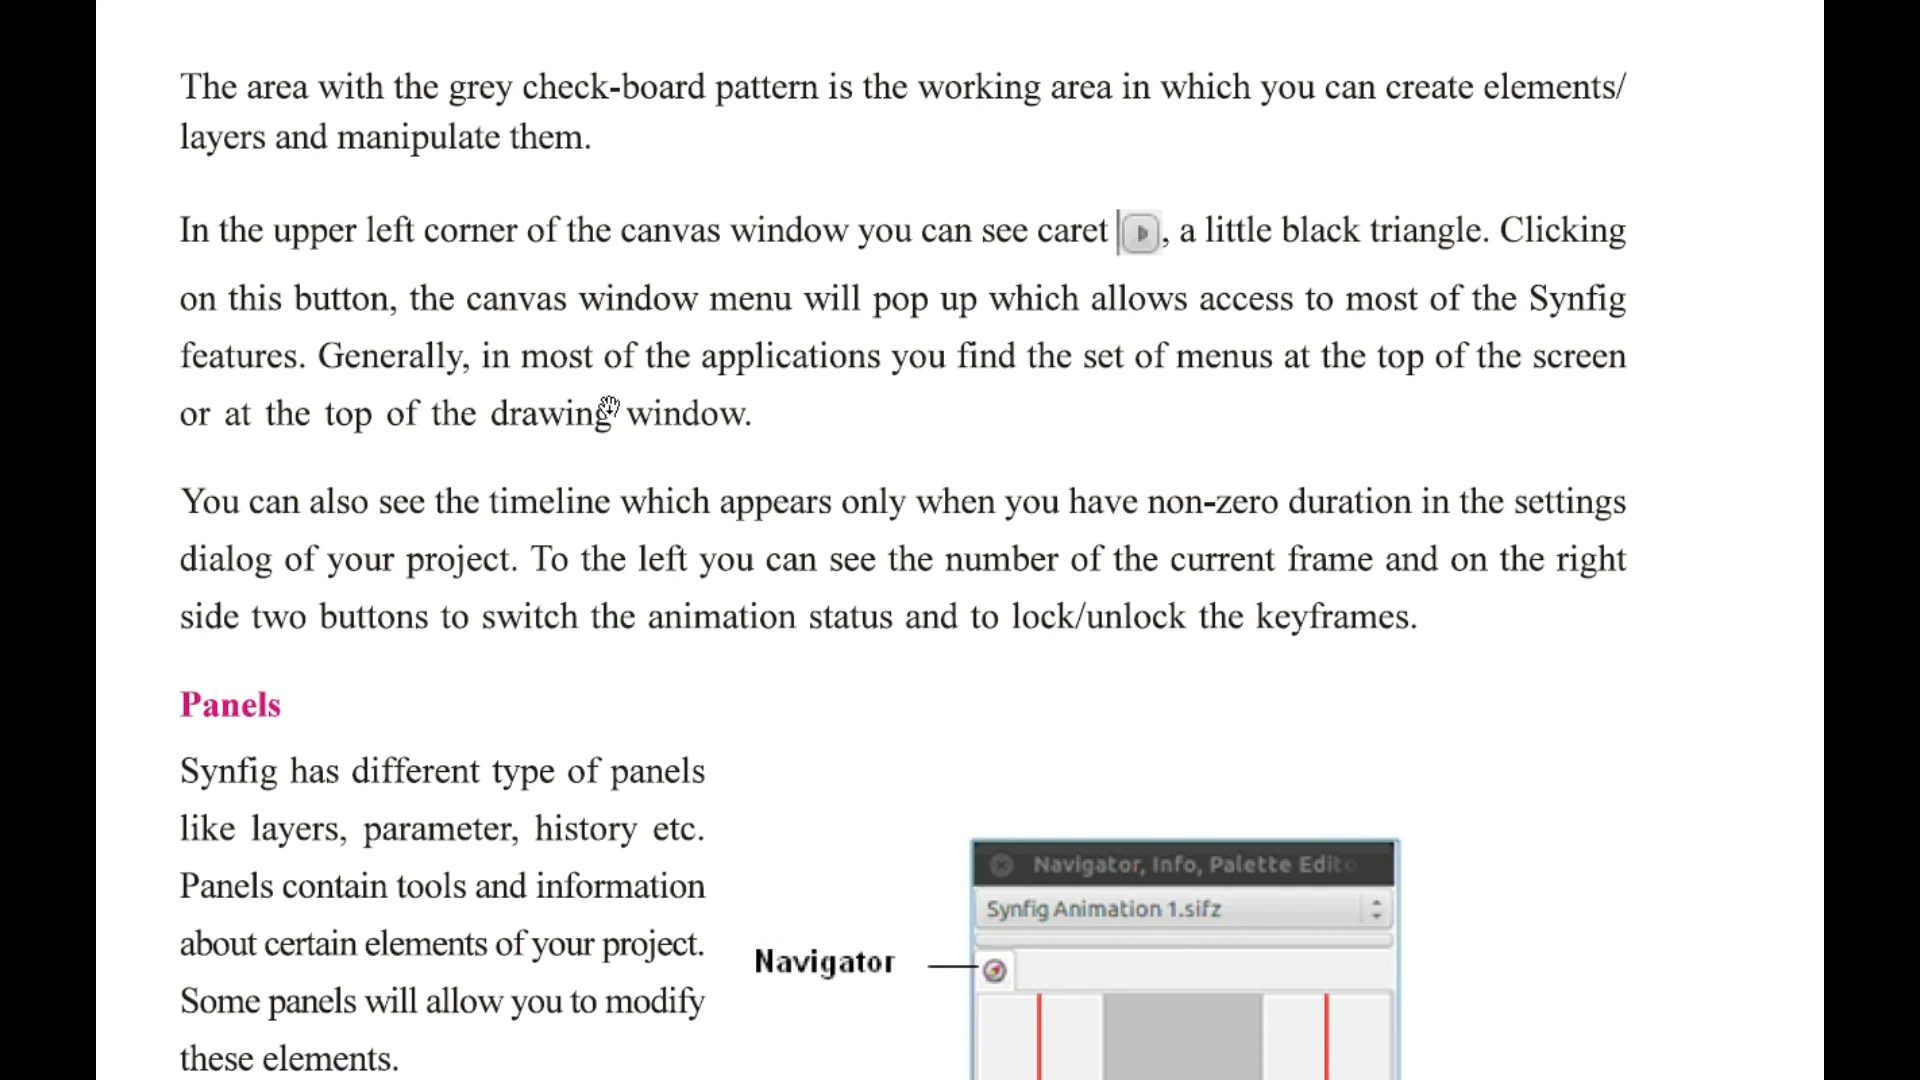 The area with the grey check-board pattern is the working area in which you can create elements/
layers and manipulate them.
In the upper left corner of the canvas window you can see caret , a little black triangle. Clicking
on this button, the canvas window menu will pop up which allows access to most of the Synfig
features. Generally, in most of the applications you find the set of menus at the top of the screen
or at the top of the drawing window.
You can also see the timeline which appears only when you have non-zero duration in the settings
dialog of your project. To the left you can see the number of the current frame and on the right
side two buttons to switch the animation status and to lock/unlock the keyframes.
Panels
Synfig has different type of panels
like layers, parameter, history etc.
Panels contain tools and information
about certain elements of your project.
Some panels will allow you to modify
these elements.
Navigator, Info, Palette Edito
Synfig Animation 1.sifz
Navigator